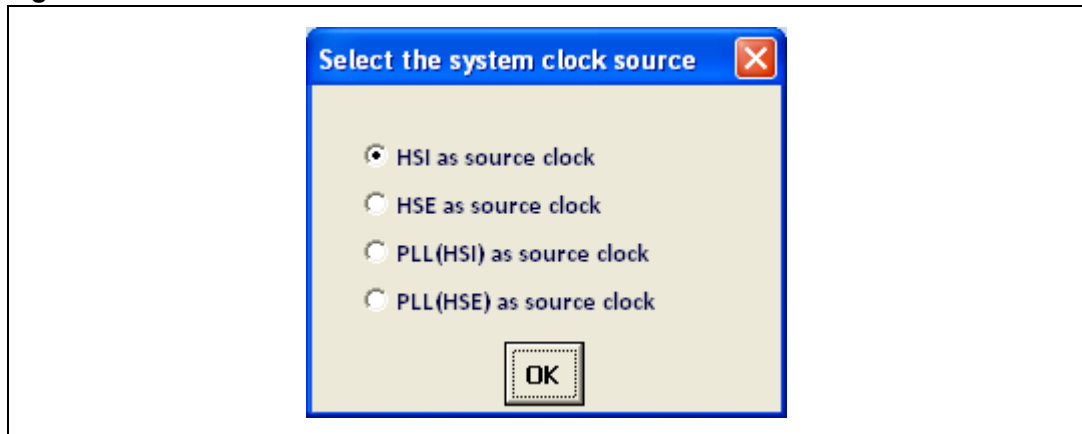 Select the system clock source
HSI as source clock
HSE as source clock
PLL(HSI) as source clock
PLL(HSE) as source clock
OK